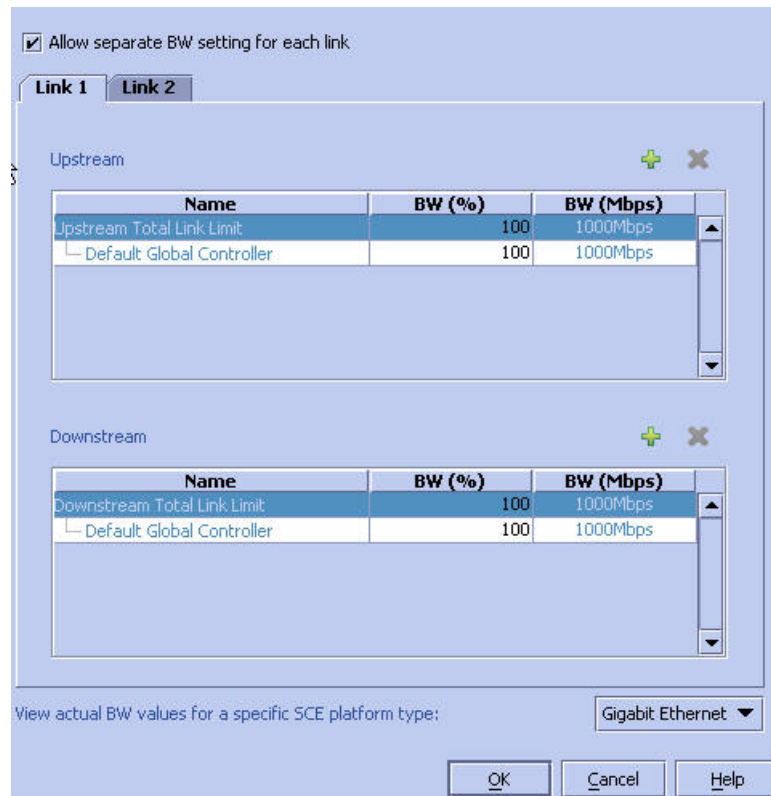 Allow separate BW setting for each link
Link 1 Link 2
Upstream
Name BW (%) BW (Mbps)
Upstream Total Link Limit 100 1000Mbps
Default Global Controller 100 1000Mbps
Downstream
Name BW (%) BW (Mbps)
Downstream Total Link Limit 100 1000Mbps
Default Global Controller 100 1000Mbps
View actual BW values for a specific SCE platform type: Gigabit Ethernet
OK Cancel Help